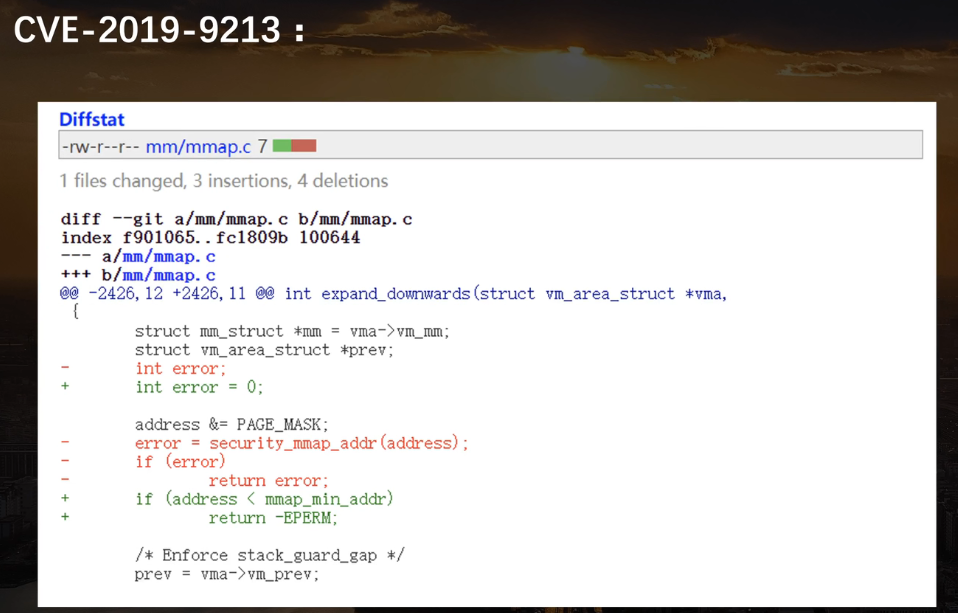 CVE-2019-9213：
Diffstat
-rw-r--r-- mm/mmap.c 7
1 files changed, 3 insertions, 4 deletions
diff --git a/mm/mmap.c b/mm/mmap.c
index f901065..fc1809b 100644
--- a/mm/mmap.c
+++ b/mm/mmap.c
@@ -2426,12 +2426,11 @@ int expand_downwards(struct vm_area_struct *vma,
 {
        struct mm_struct *mm = vma->vm_mm;
        struct vm_area_struct *prev;
-       int error;
+       int error = 0;
        address &= PAGE_MASK;
-       error = security_mmap_addr(address);
-       if (error)
-               return error;
+       if (address < mmap_min_addr)
+               return -EPERM;
        /* Enforce stack_guard_gap */
        prev = vma->vm_prev;